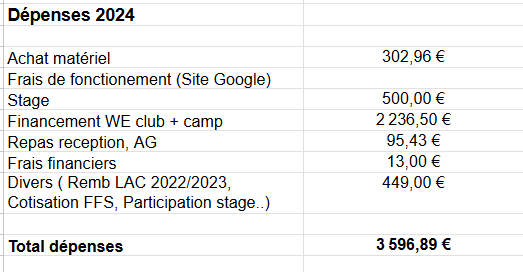 Dépenses 2024
Achat matériel 302,96 €
Frais de fonctionement (Site Google)
Stage 500,00 €
Financement WE club + camp 2 236,50 €
Repas reception, AG 95,43 €
Frais financiers 13,00 €
Divers ( Remb LAC 2022/2023, 449,00 €
Cotisation FFS, Participation stage..)
Total dépenses 3 596,89 €